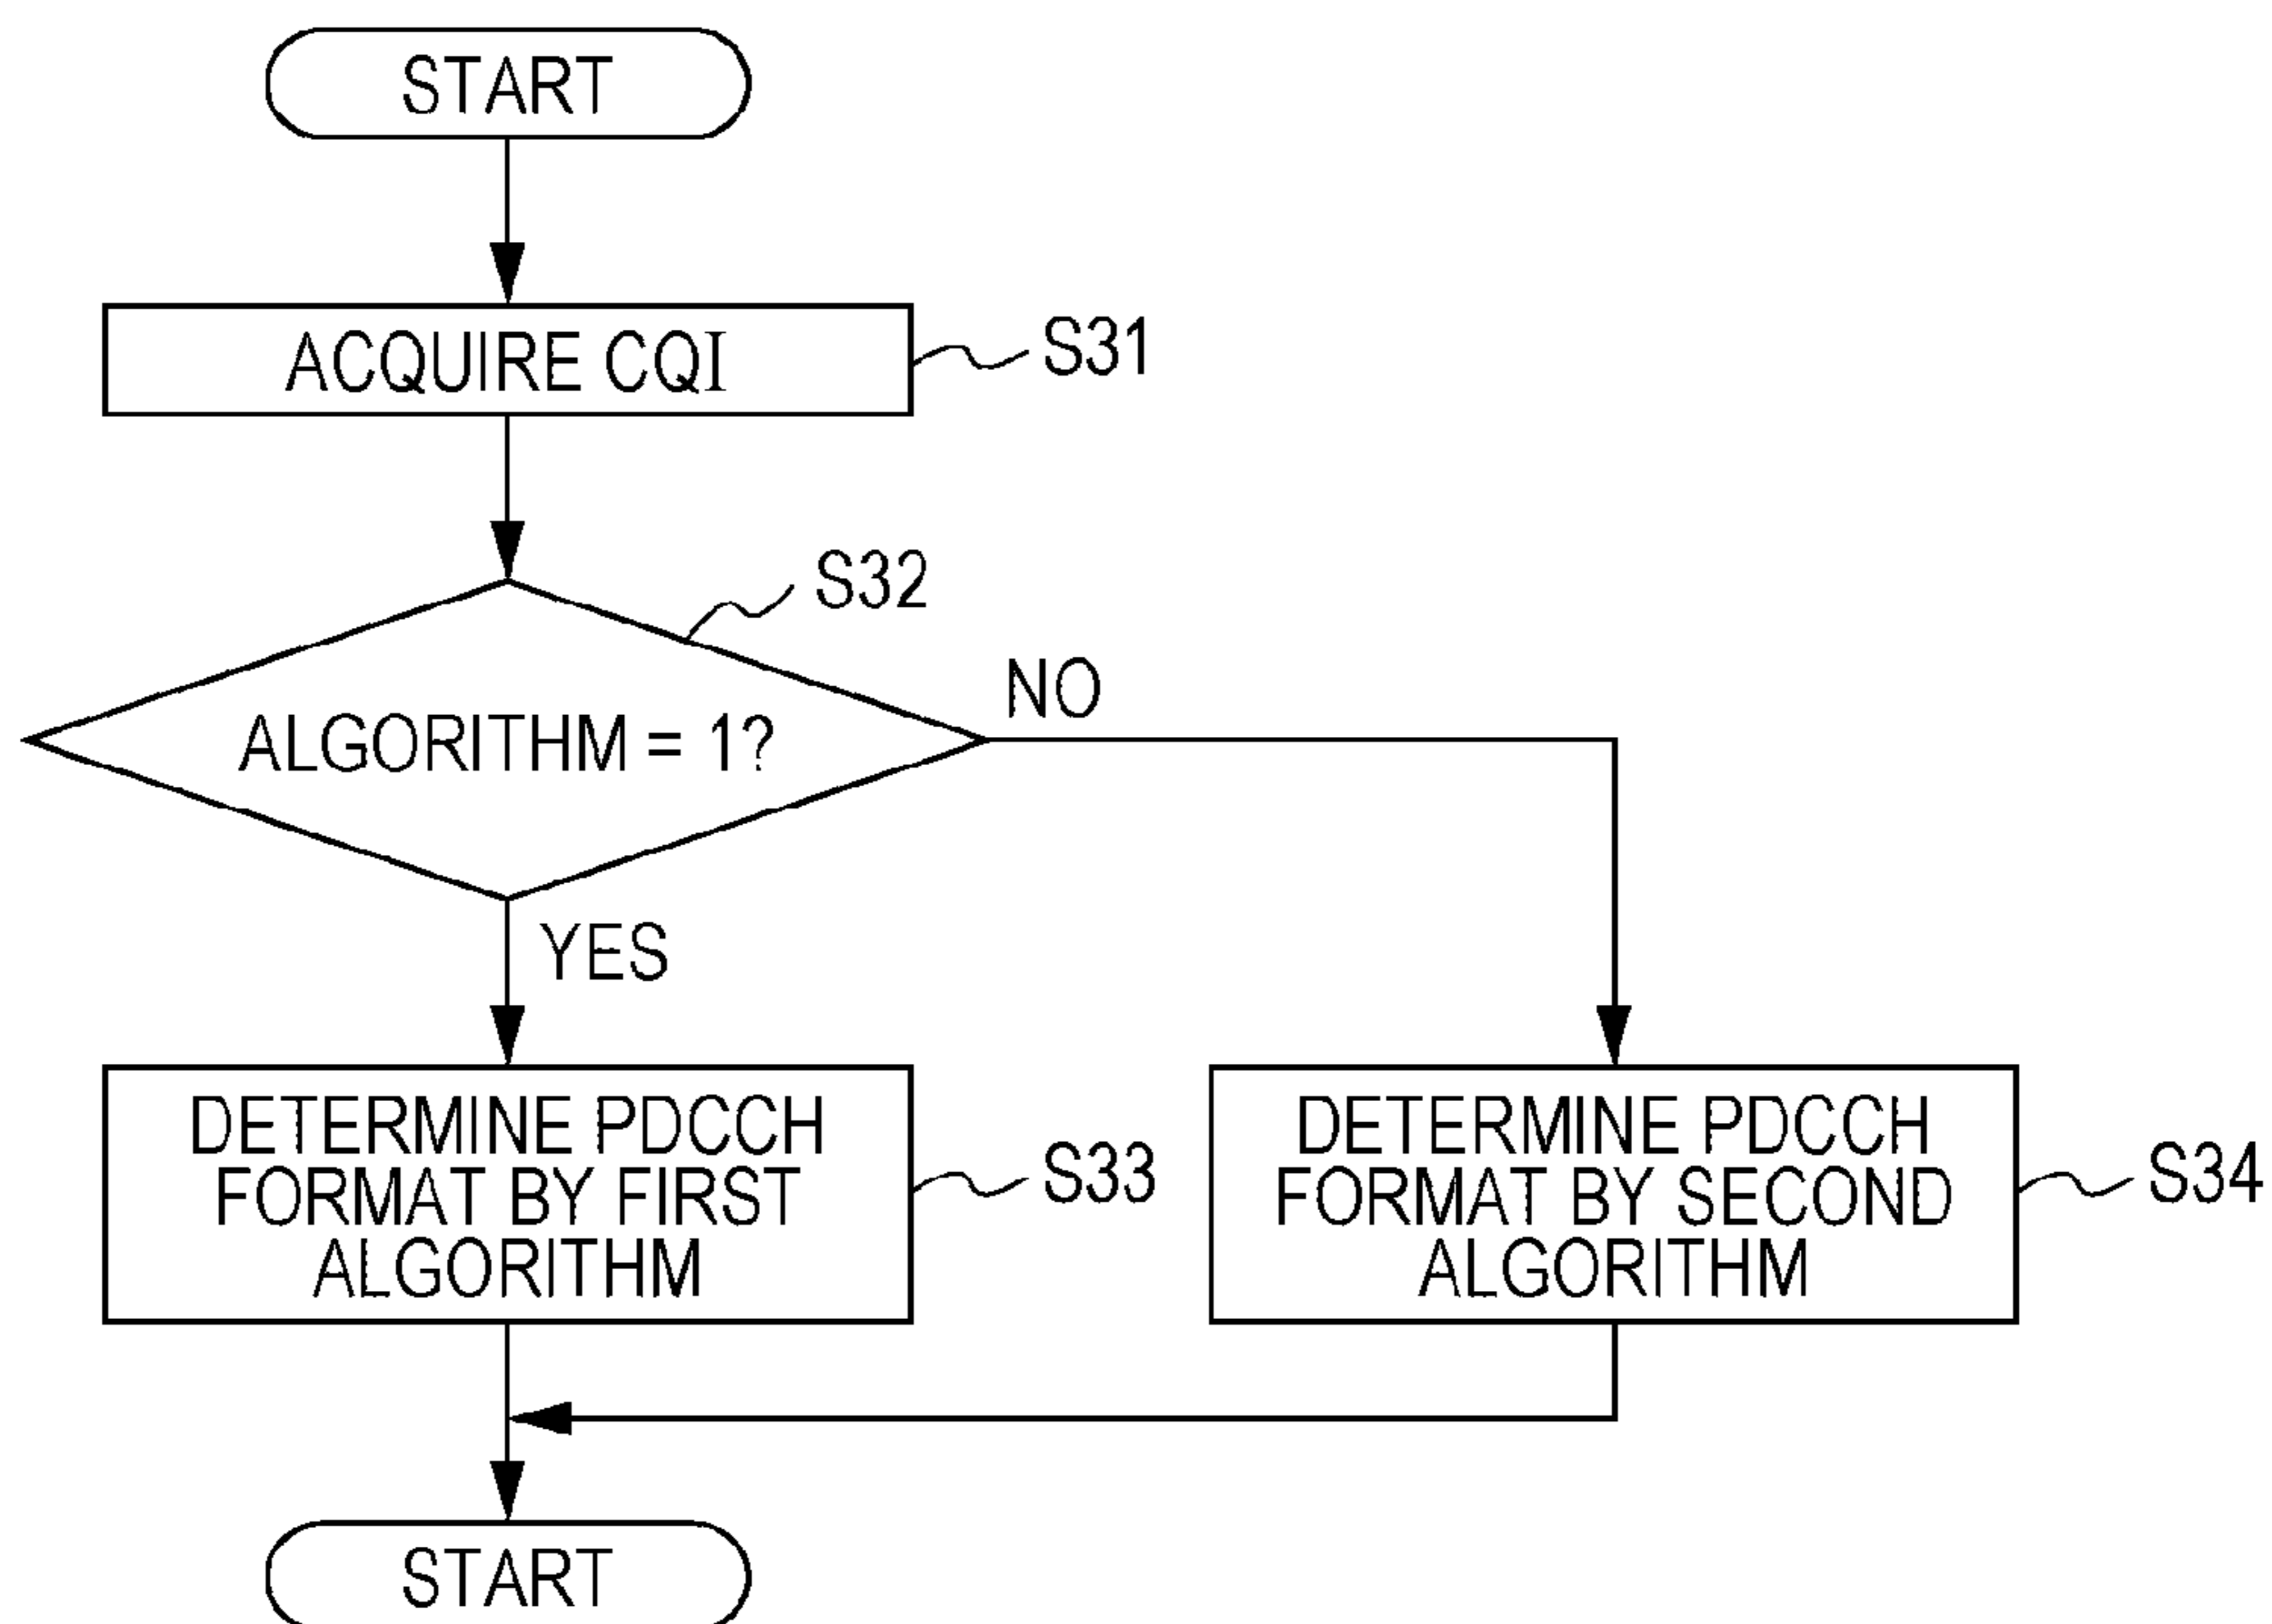 START
ACQUIRE CQI
S31
S32
ALGORITHM = 1?
NO
YES
DETERMINE PDCCH
FORMAT BY FIRST
ALGORITHM
S33
DETERMINE PDCCH
FORMAT BY SECOND
ALGORITHM
S34
START